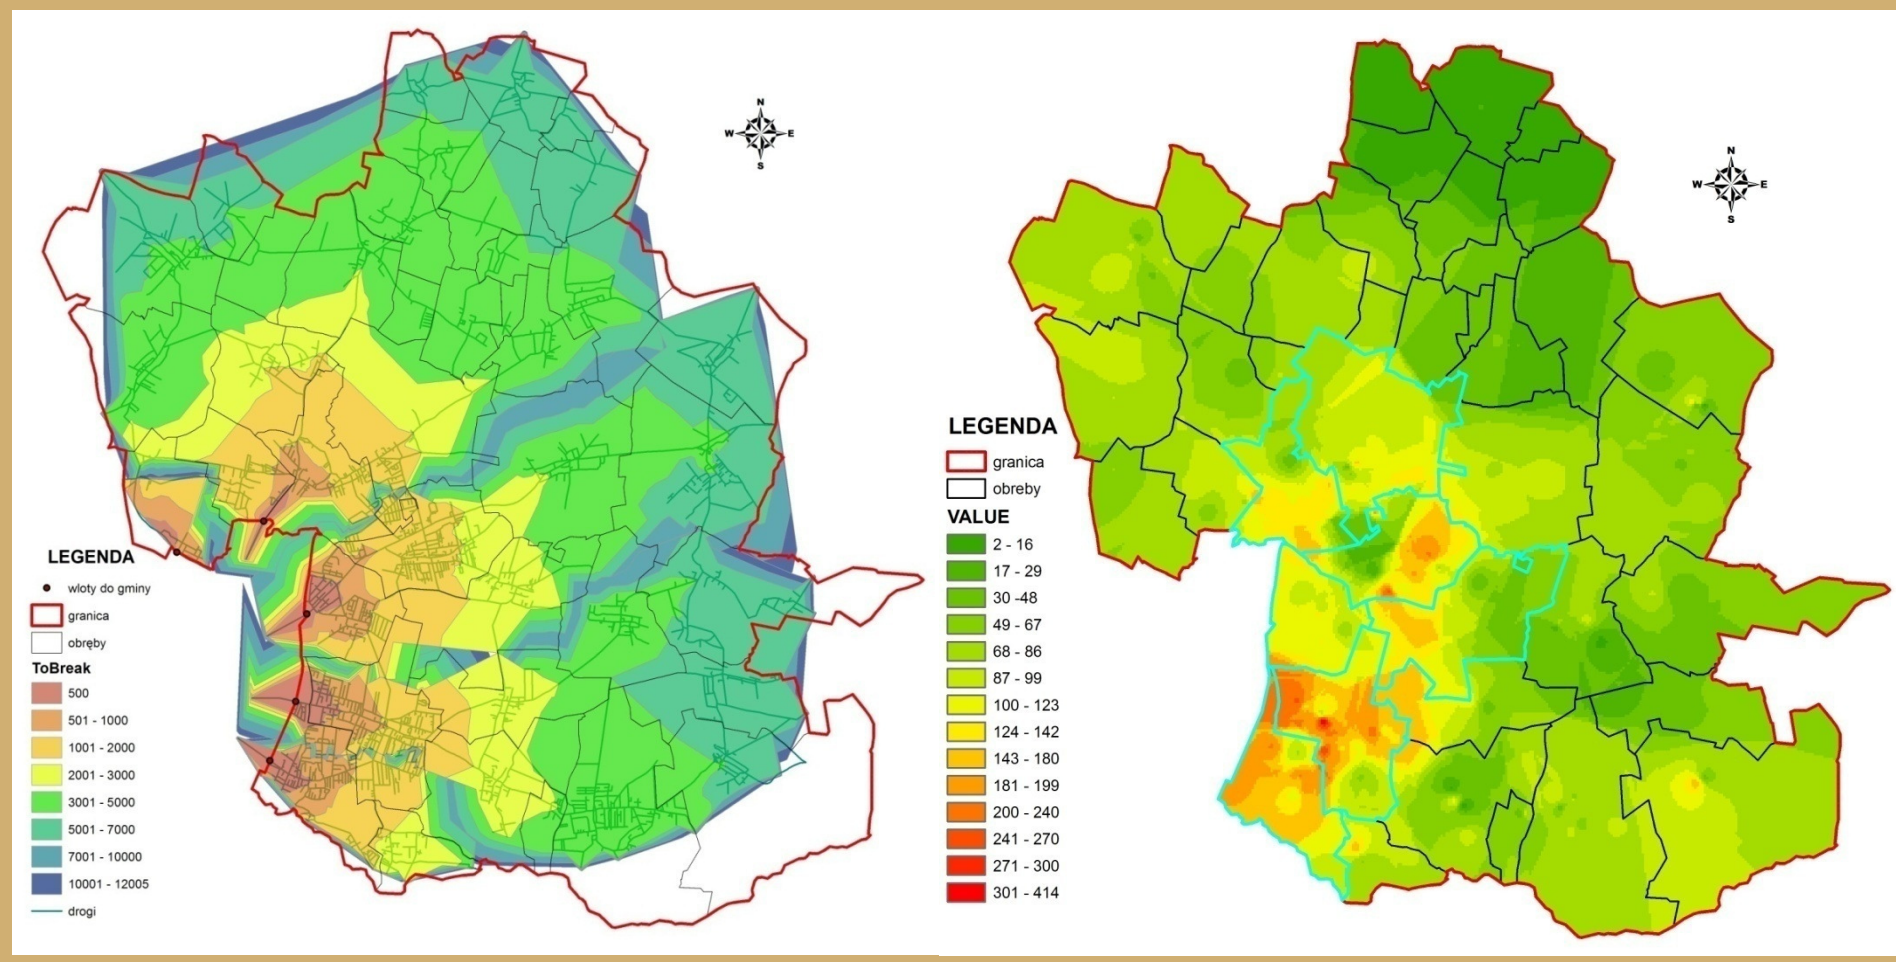 N
W E
S
LEGENDA
wloty do gminy
granica
obręby
ToBreak
500
501 - 1000
1001 - 2000
2001 - 3000
3001 - 5000
5001 - 7000
7001 - 10000
10001 - 12005
drogi
N
W E
S
LEGENDA
granica
obreby
VALUE
2 - 16
17 - 29
30 -48
49 - 67
68 - 86
87 - 99
100 - 123
124 - 142
143 - 180
181 - 199
200 - 240
241 - 270
271 - 300
301 - 414